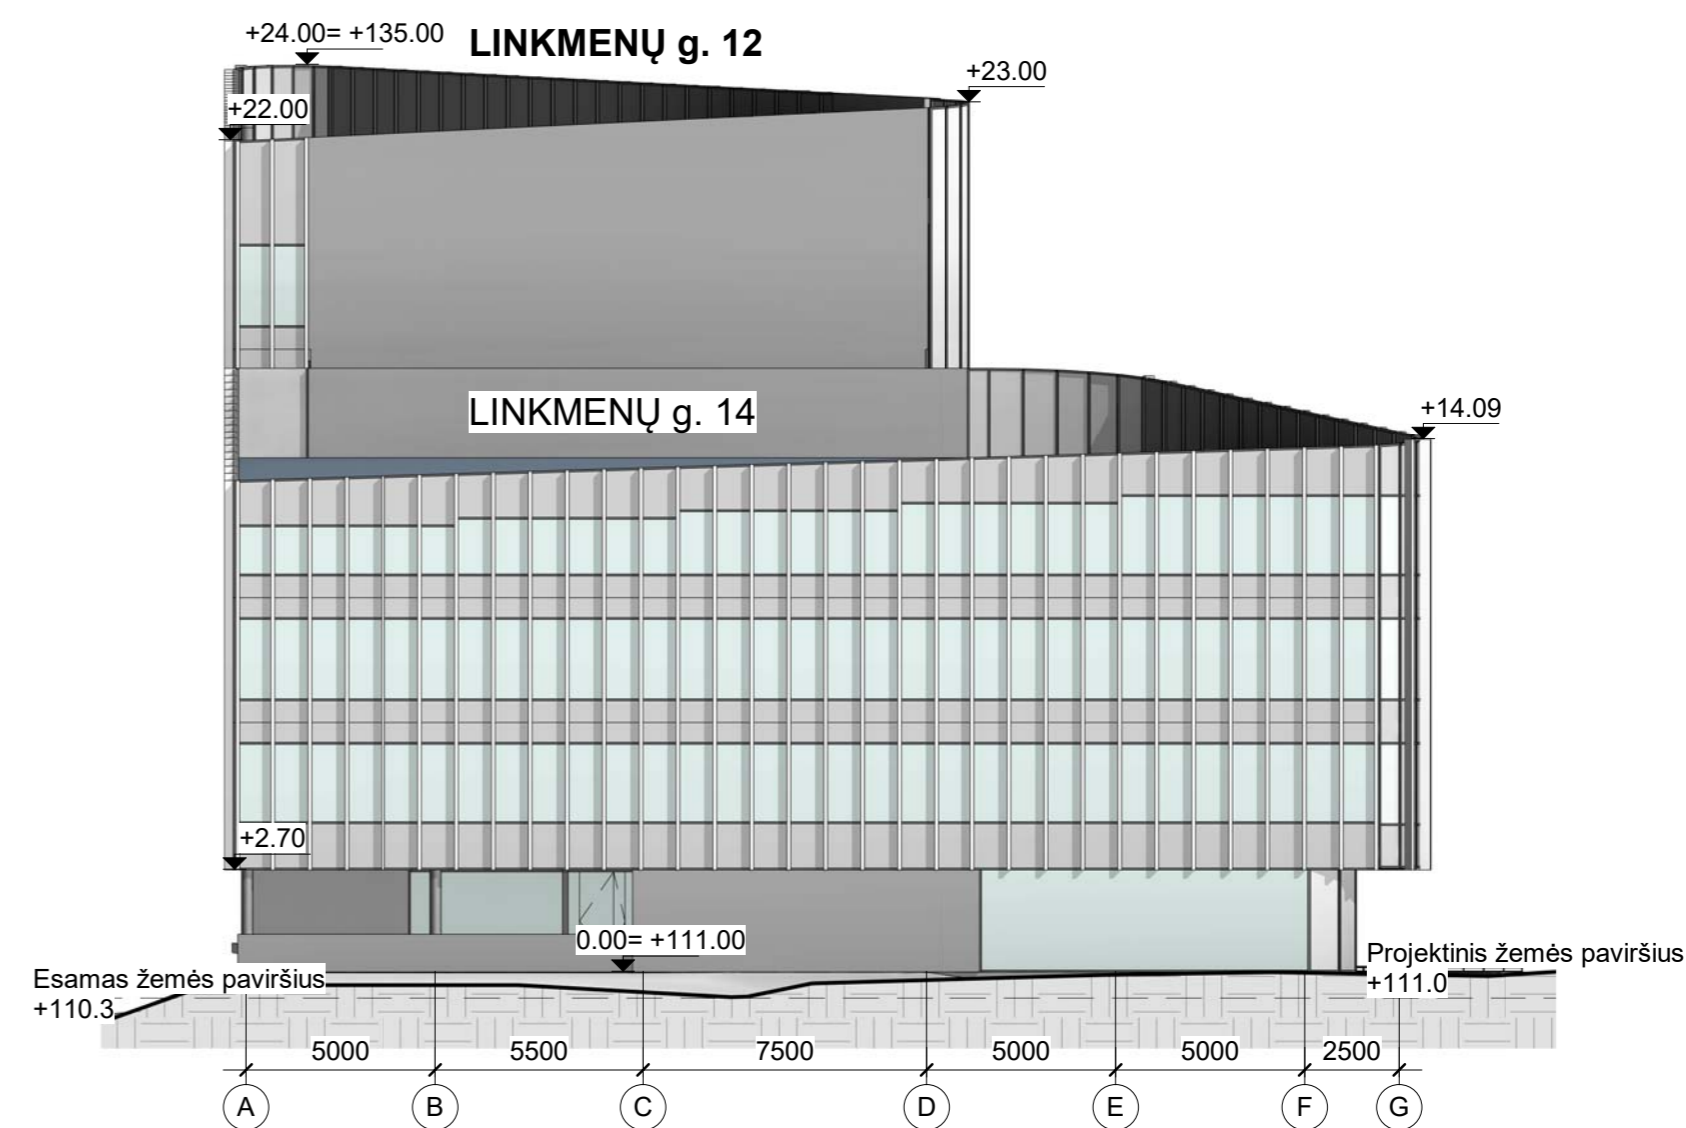 +24.00= +135.00
LINKMENŲ g. 12
+23.00
+22.00
LINKMENŲ g. 14
+14.09
+2.70
0.00= +111.00
Projektinis žemės paviršius
+111.0
Esamas žemės paviršius
+110.3
5000 5500 7500 5000 5000 2500
A B C D E F G